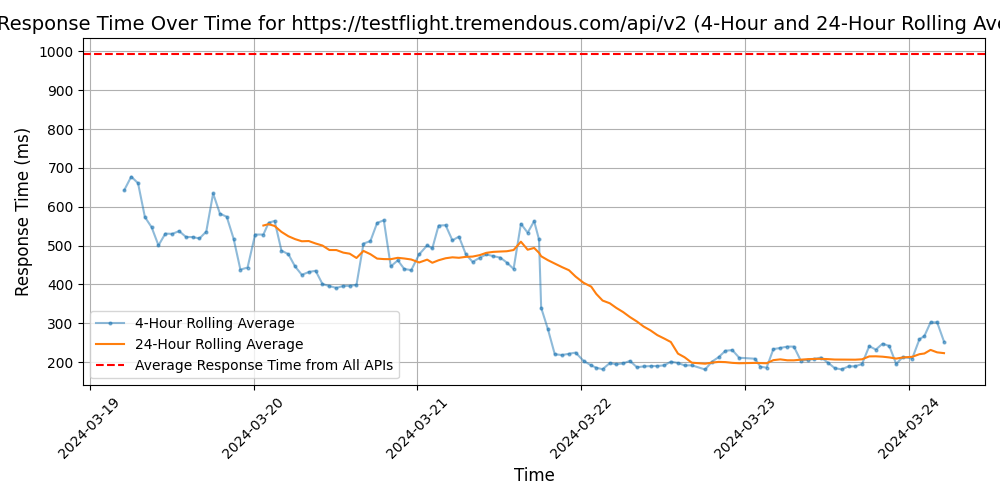 Response Time Over Time for https://testflight.tremendous.com/api/v2 (4-Hour and 24-Hour Rolling Ave
Response Time (ms)
1000
900
800
700
600
500
400
300
200
4-Hour Rolling Average
24-Hour Rolling Average
Average Response Time from All APIs
2024-03-19
2024-03-20
2024-03-21
2024-03-22
2024-03-23
2024-03-24
Time